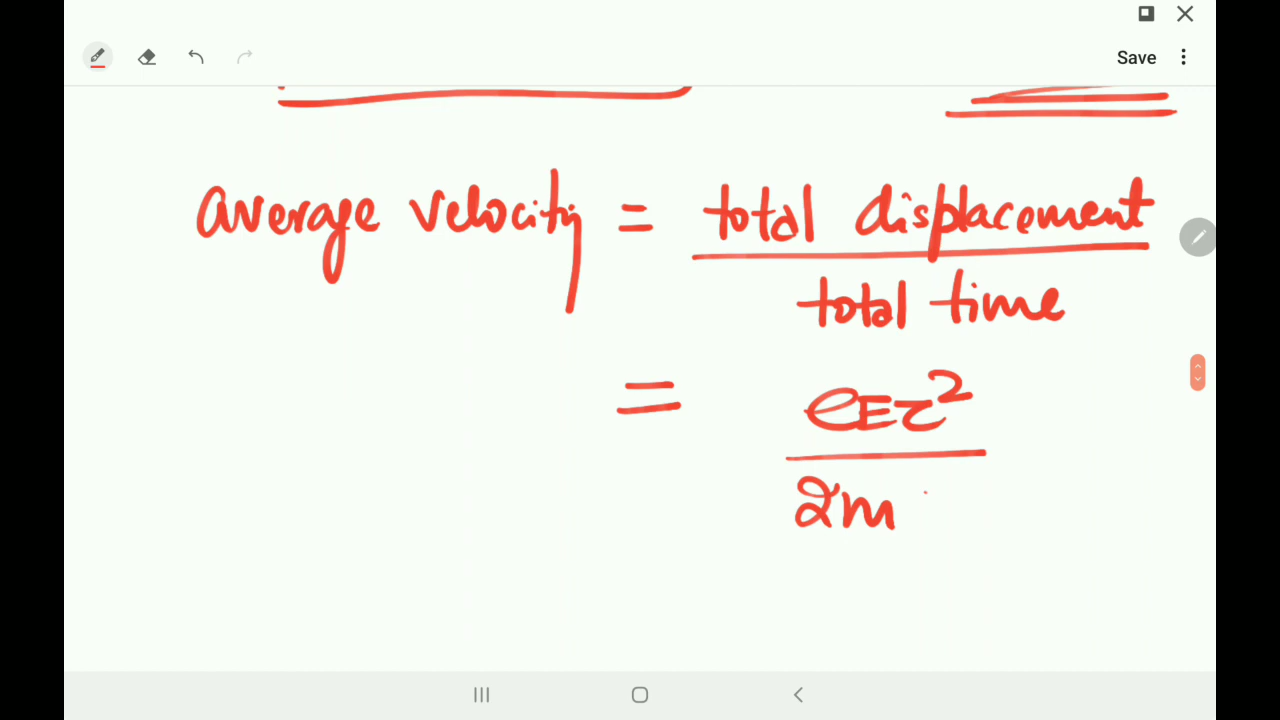 Save
average velocity = total displacement
total time
= eEτ²
2m